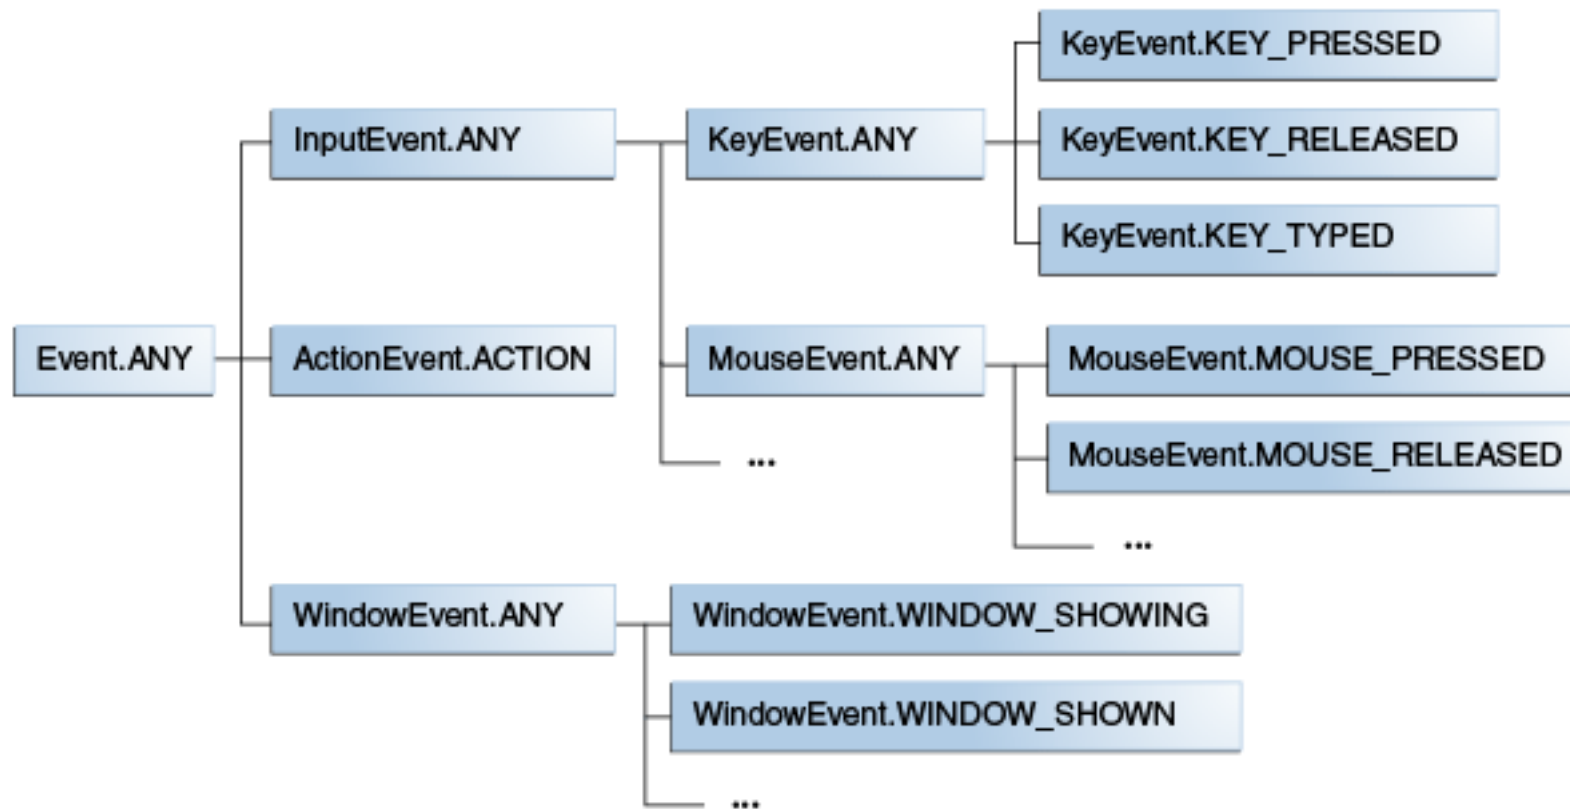 KeyEvent.KEY_PRESSED
InputEvent.ANY
KeyEvent.ANY
KeyEvent.KEY_RELEASED
KeyEvent.KEY_TYPED
Event.ANY
ActionEvent.ACTION
MouseEvent.ANY
MouseEvent.MOUSE_PRESSED
...
MouseEvent.MOUSE_RELEASED
...
WindowEvent.ANY
WindowEvent.WINDOW_SHOWING
WindowEvent.WINDOW_SHOWN
...